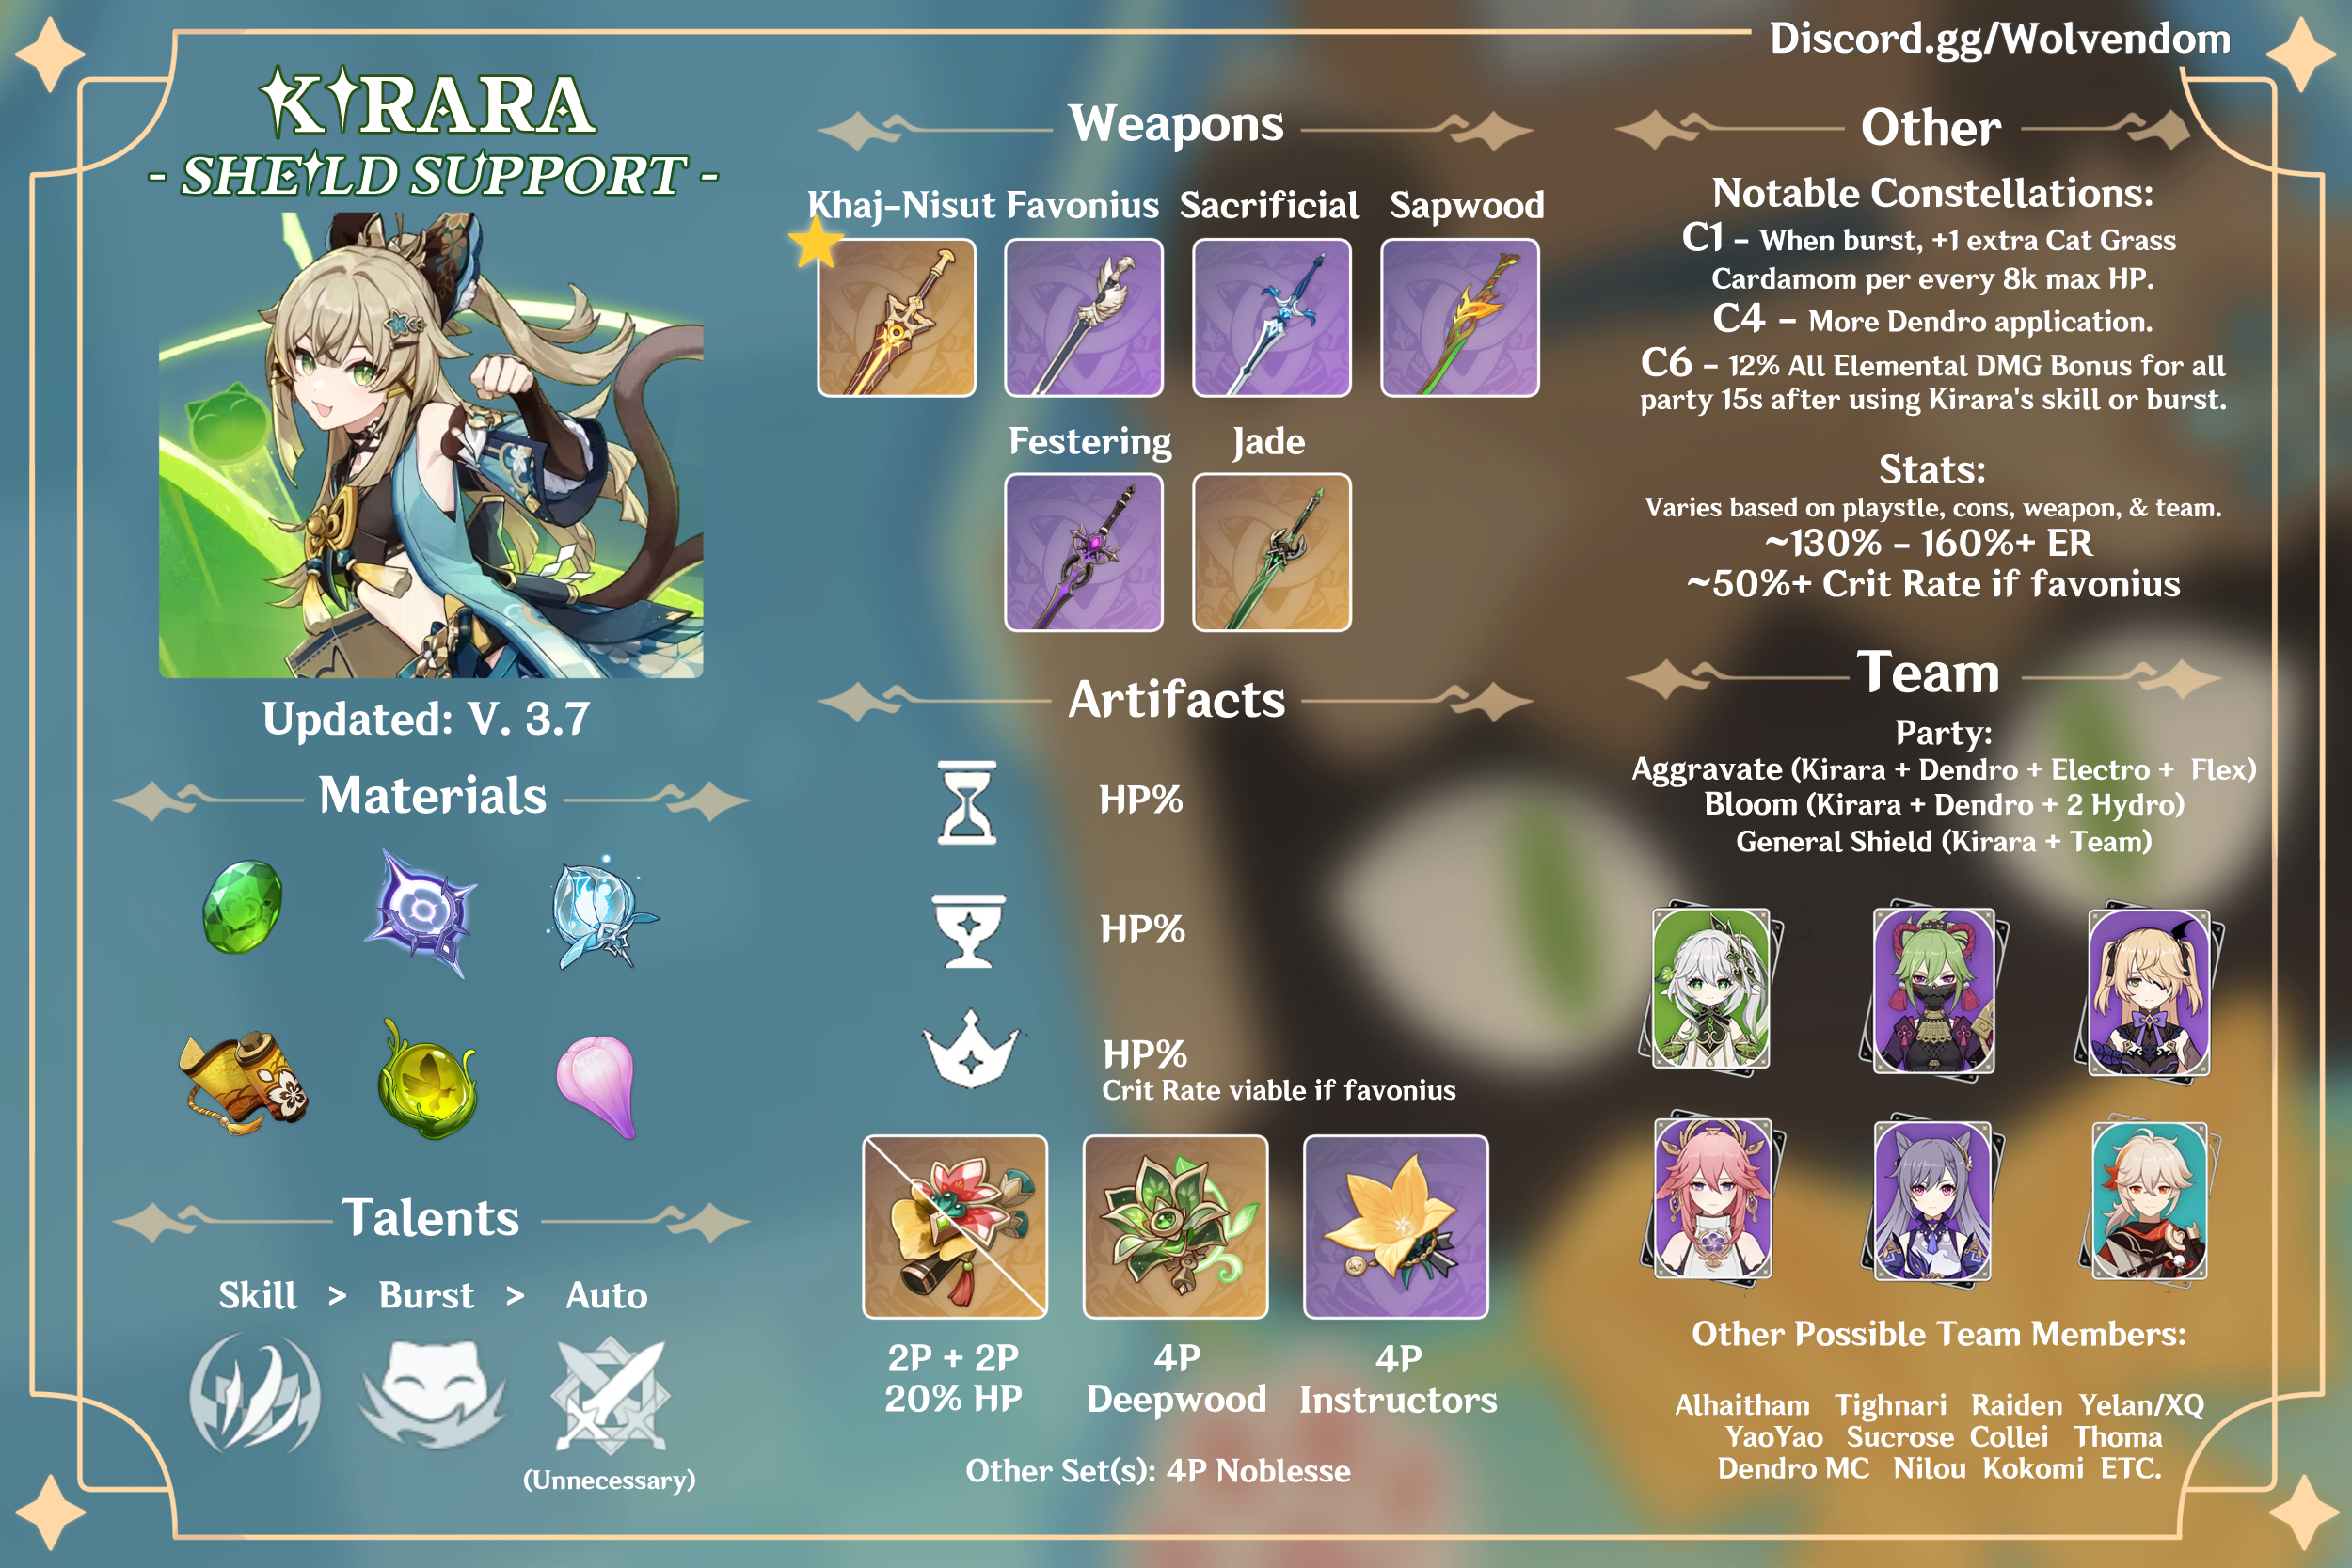 Discord.gg/Wolvendom
KIRARA
- SHEILD SUPPORT -
Updated: V. 3.7
Materials
Talents
Skill > Burst > Auto
(Unnecessary)
Weapons
Khaj-Nisut Favonius Sacrificial Sapwood
Festering Jade
Artifacts
HP%
HP%
HP%
Crit Rate viable if favonius
2P + 2P
20% HP
4P
Deepwood
4P
Instructors
Other Set(s): 4P Noblesse
Other
Notable Constellations:
C1 - When burst, +1 extra Cat Grass
Cardamom per every 8k max HP.
C4 - More Dendro application.
C6 - 12% All Elemental DMG Bonus for all
party 15s after using Kirara's skill or burst.
Stats:
Varies based on playstle, cons, weapon, & team.
~130% - 160%+ ER
~50%+ Crit Rate if favonius
Team
Party:
Aggravate (Kirara + Dendro + Electro + Flex)
Bloom (Kirara + Dendro + 2 Hydro)
General Shield (Kirara + Team)
Other Possible Team Members:
Alhaitham Tighnari Raiden Yelan/XQ
YaoYao Sucrose Collei Thoma
Dendro MC Nilou Kokomi ETC.